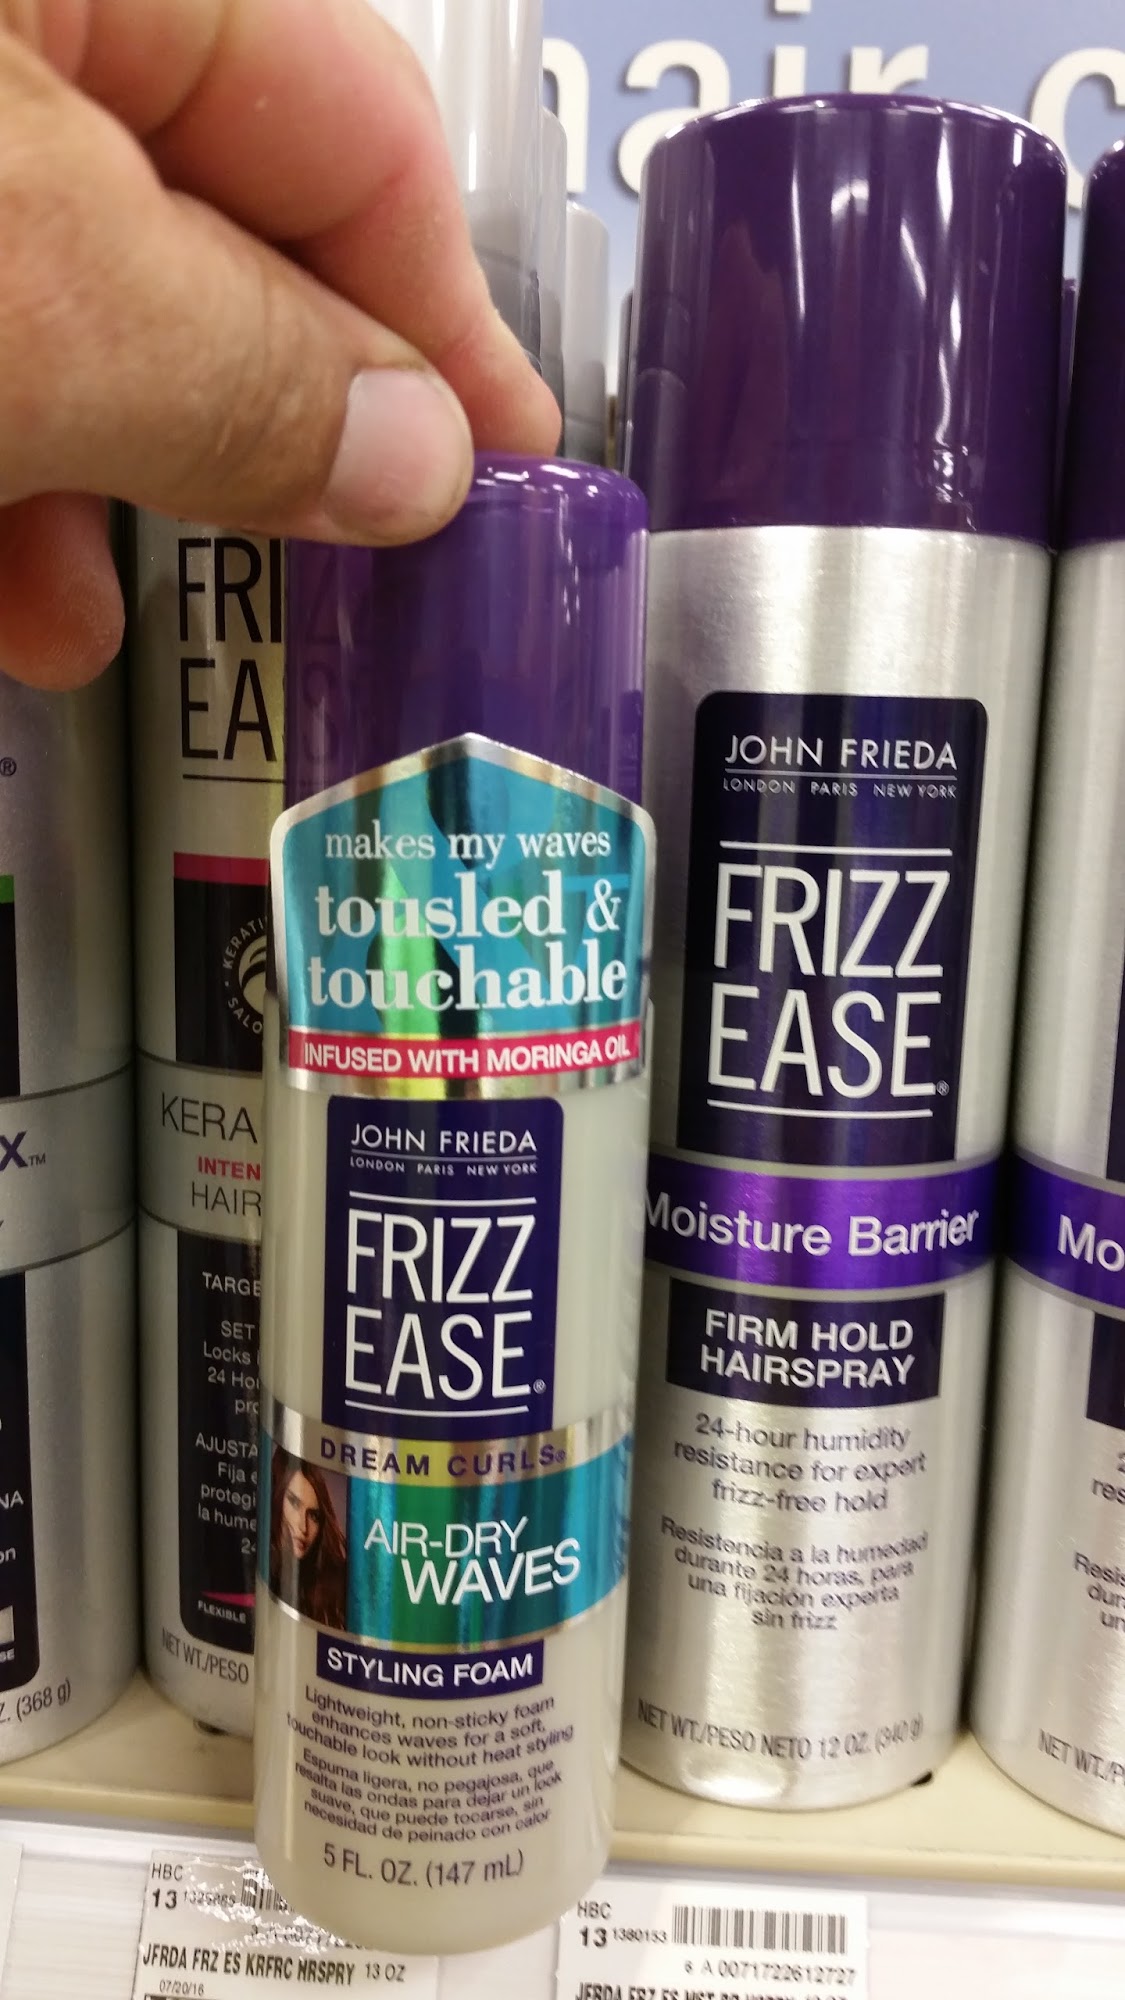 hair c
FRI
EA
KERATI
SALO
KERA
INTEN
HAIR
TARGE
SET
Locks
24 Ho
AJUSTA
Fija e
protegi
la hume
FLEXIBLE
NET WT./PESO
X™
Z. (368 g)
makes my waves
tousled &
touchable
INFUSED WITH MORINGA OIL
JOHN FRIEDA
LONDON PARIS NEW YORK
FRIZZ
EASE®
DREAM CURLS®
AIR-DRY
WAVES
STYLING FOAM
Lightweight, non-sticky foam
enhances waves for a soft,
touchable look without heat styling
Espuma ligera, no pegajosa, que
resalta las ondas para dejar un look
suave, que puede tocarse, sin
necesidad de peinado con calor
5 FL. OZ. (147 mL)
JOHN FRIEDA
LONDON PARIS NEW YORK
FRIZZ
EASE®
Moisture Barrier
FIRM HOLD
HAIRSPRAY
24-hour humidity
resistance for expert
frizz-free hold
Resistencia a la humedad
durante 24 horas, para
una fijación experta
sin frizz
NET WT./PESO NETO 12 OZ. (340 g)
Mo
res
Resis
dur
un
NET WT./P
HBC
13
JFRDA FRZ ES KRFRC HRSPRY 13 OZ
07/20/16
HBC
13 1380153
6 A 0071722612727